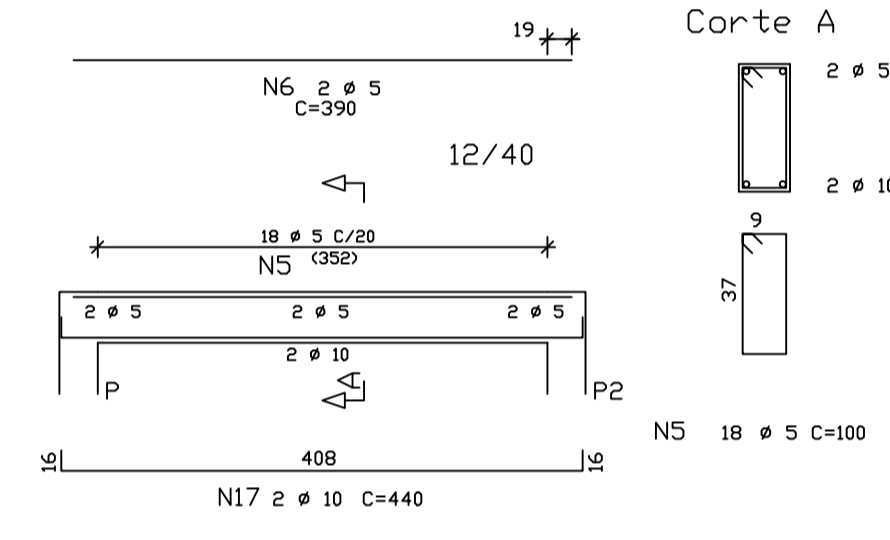 Corte A
19
2 ø 5
N6 2 ø 5
C=390
12/40
2 ø 10
9
18 ø 5 C/20
N5 (352)
37
2 ø 5 2 ø 5 2 ø 5
2 ø 10
A
P P2
N5 18 ø 5 C=100
16 408 16
N17 2 ø 10 C=440